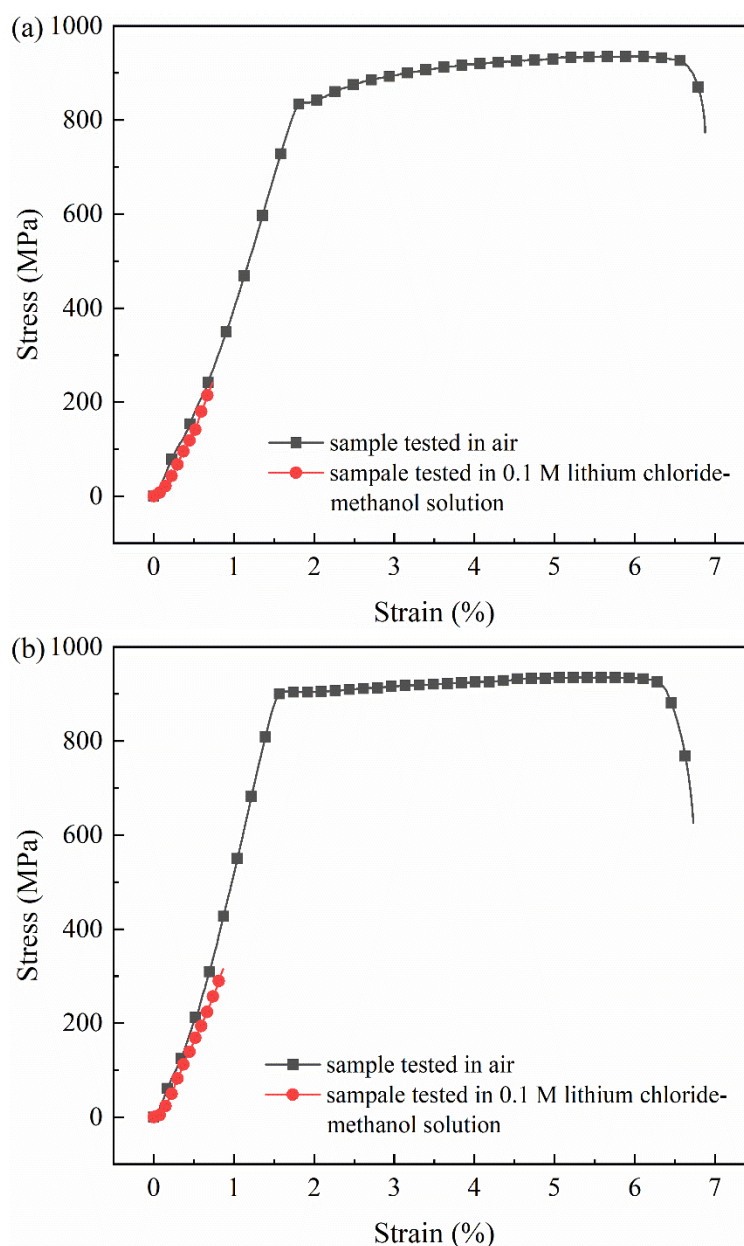 (a)
1000
800
600
400
200
0
Stress (MPa)
sample tested in air
sampale tested in 0.1 M lithium chloride-
methanol solution
0 1 2 3 4 5 6 7
Strain (%)
(b)
1000
800
600
400
200
0
Stress (MPa)
sample tested in air
sampale tested in 0.1 M lithium chloride-
methanol solution
0 1 2 3 4 5 6 7
Strain (%)